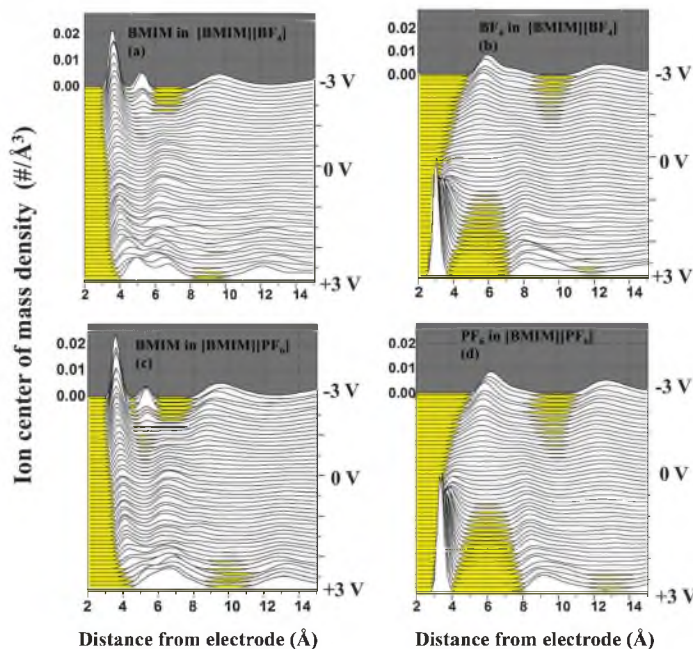 Ion center of mass density (#/Å³)
BMIM in [BMIM][BF₄]
(a)
0.02
0.01
0.00
-3 V
0 V
+3 V
2 4 6 8 10 12 14
BF₄ in [BMIM][BF₄]
(b)
0.02
0.01
0.00
-3 V
0 V
+3 V
2 4 6 8 10 12 14
BMIM in [BMIM][PF₆]
(c)
0.02
0.01
0.00
-3 V
0 V
+3 V
2 4 6 8 10 12 14
PF₆ in [BMIM][PF₆]
(d)
0.02
0.01
0.00
-3 V
0 V
+3 V
2 4 6 8 10 12 14
Distance from electrode (Å)
Distance from electrode (Å)